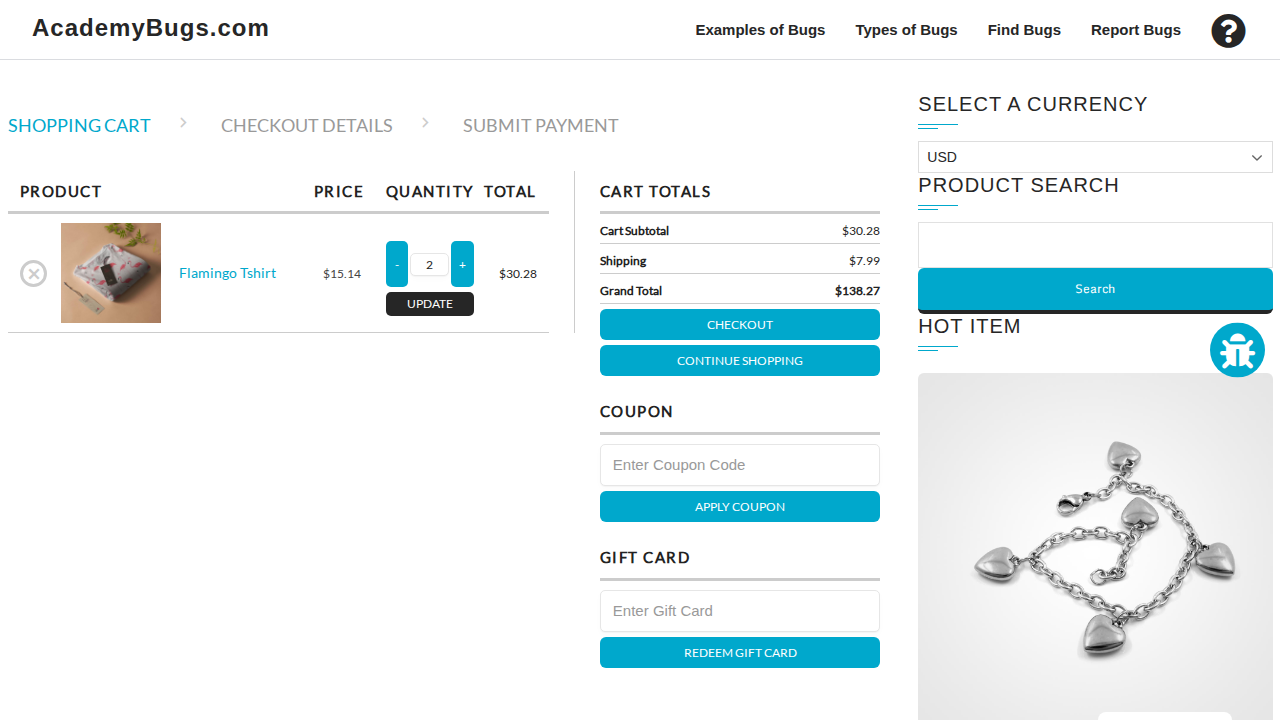 AcademyBugs.com
Examples of Bugs
Types of Bugs
Find Bugs
Report Bugs
SHOPPING CART
CHECKOUT DETAILS
SUBMIT PAYMENT
PRODUCT PRICE QUANTITY TOTAL
Flamingo Tshirt $15.14 - 2 + $30.28
UPDATE
CART TOTALS
Cart Subtotal $30.28
Shipping $7.99
Grand Total $138.27
CHECKOUT
CONTINUE SHOPPING
COUPON
Enter Coupon Code
APPLY COUPON
GIFT CARD
Enter Gift Card
REDEEM GIFT CARD
SELECT A CURRENCY
USD
PRODUCT SEARCH
Search
HOT ITEM